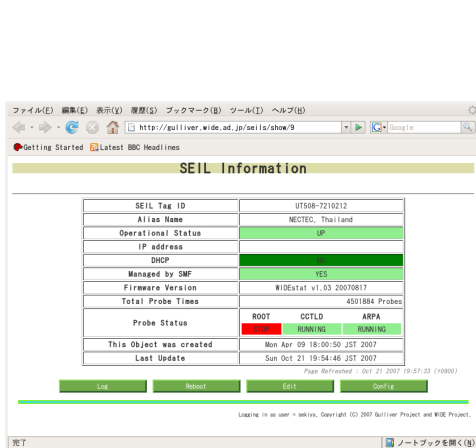 ファイル(F) 編集(E) 表示(V) 履歴(S) ブックマーク(B) ツール(T) ヘルプ(H)
http://gulliver.wide.ad.jp/seils/show/9 Google
Getting Started Latest BBC Headlines
SEIL Information
SEIL Tag ID UT508-7210212
Alias Name NECTEC, Thailand
Operational Status UP
IP address
DHCP NO
Managed by SMF YES
Firmware Version WIDEstat v1.03 20070817
Total Probe Times 4501884 Probes
ROOT CCTLD ARPA
Probe Status
STOP RUNNING RUNNING
This Object was created Mon Apr 09 18:00:50 JST 2007
Last Update Sun Oct 21 19:54:46 JST 2007
Page Refreshed : Oct 21 2007 19:57:33 (+0900)
Log Reboot Edit Config
Logging in as user = sekiya, Copyright (C) 2007 Gulliver Project and WIDE Project.
完了 ノートブックを開く(N)